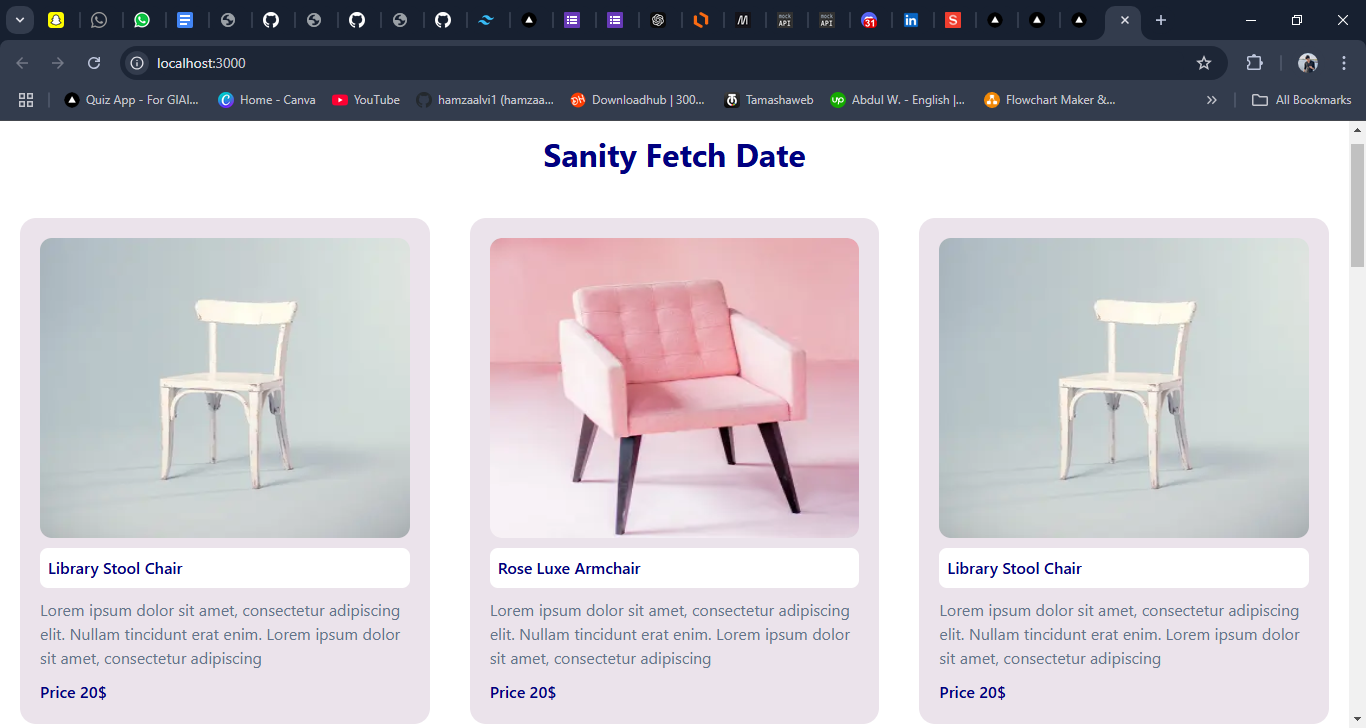 31
localhost:3000
Quiz App - For GIAI...
Home - Canva
YouTube
hamzaalvi1 (hamzaa...
Downloadhub | 300...
Tamashaweb
Abdul W. - English |...
Flowchart Maker &...
All Bookmarks
Sanity Fetch Date
Library Stool Chair
Lorem ipsum dolor sit amet, consectetur adipiscing
elit. Nullam tincidunt erat enim. Lorem ipsum dolor
sit amet, consectetur adipiscing
Price 20$
Rose Luxe Armchair
Lorem ipsum dolor sit amet, consectetur adipiscing
elit. Nullam tincidunt erat enim. Lorem ipsum dolor
sit amet, consectetur adipiscing
Price 20$
Library Stool Chair
Lorem ipsum dolor sit amet, consectetur adipiscing
elit. Nullam tincidunt erat enim. Lorem ipsum dolor
sit amet, consectetur adipiscing
Price 20$